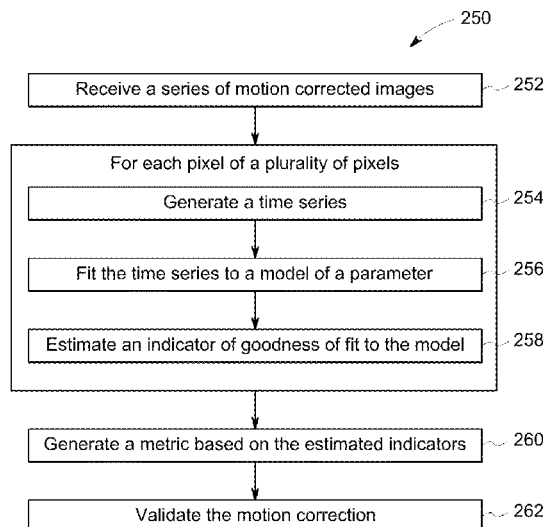 250
Receive a series of motion corrected images 252
For each pixel of a plurality of pixels
Generate a time series 254
Fit the time series to a model of a parameter 256
Estimate an indicator of goodness of fit to the model 258
Generate a metric based on the estimated indicators 260
Validate the motion correction 262